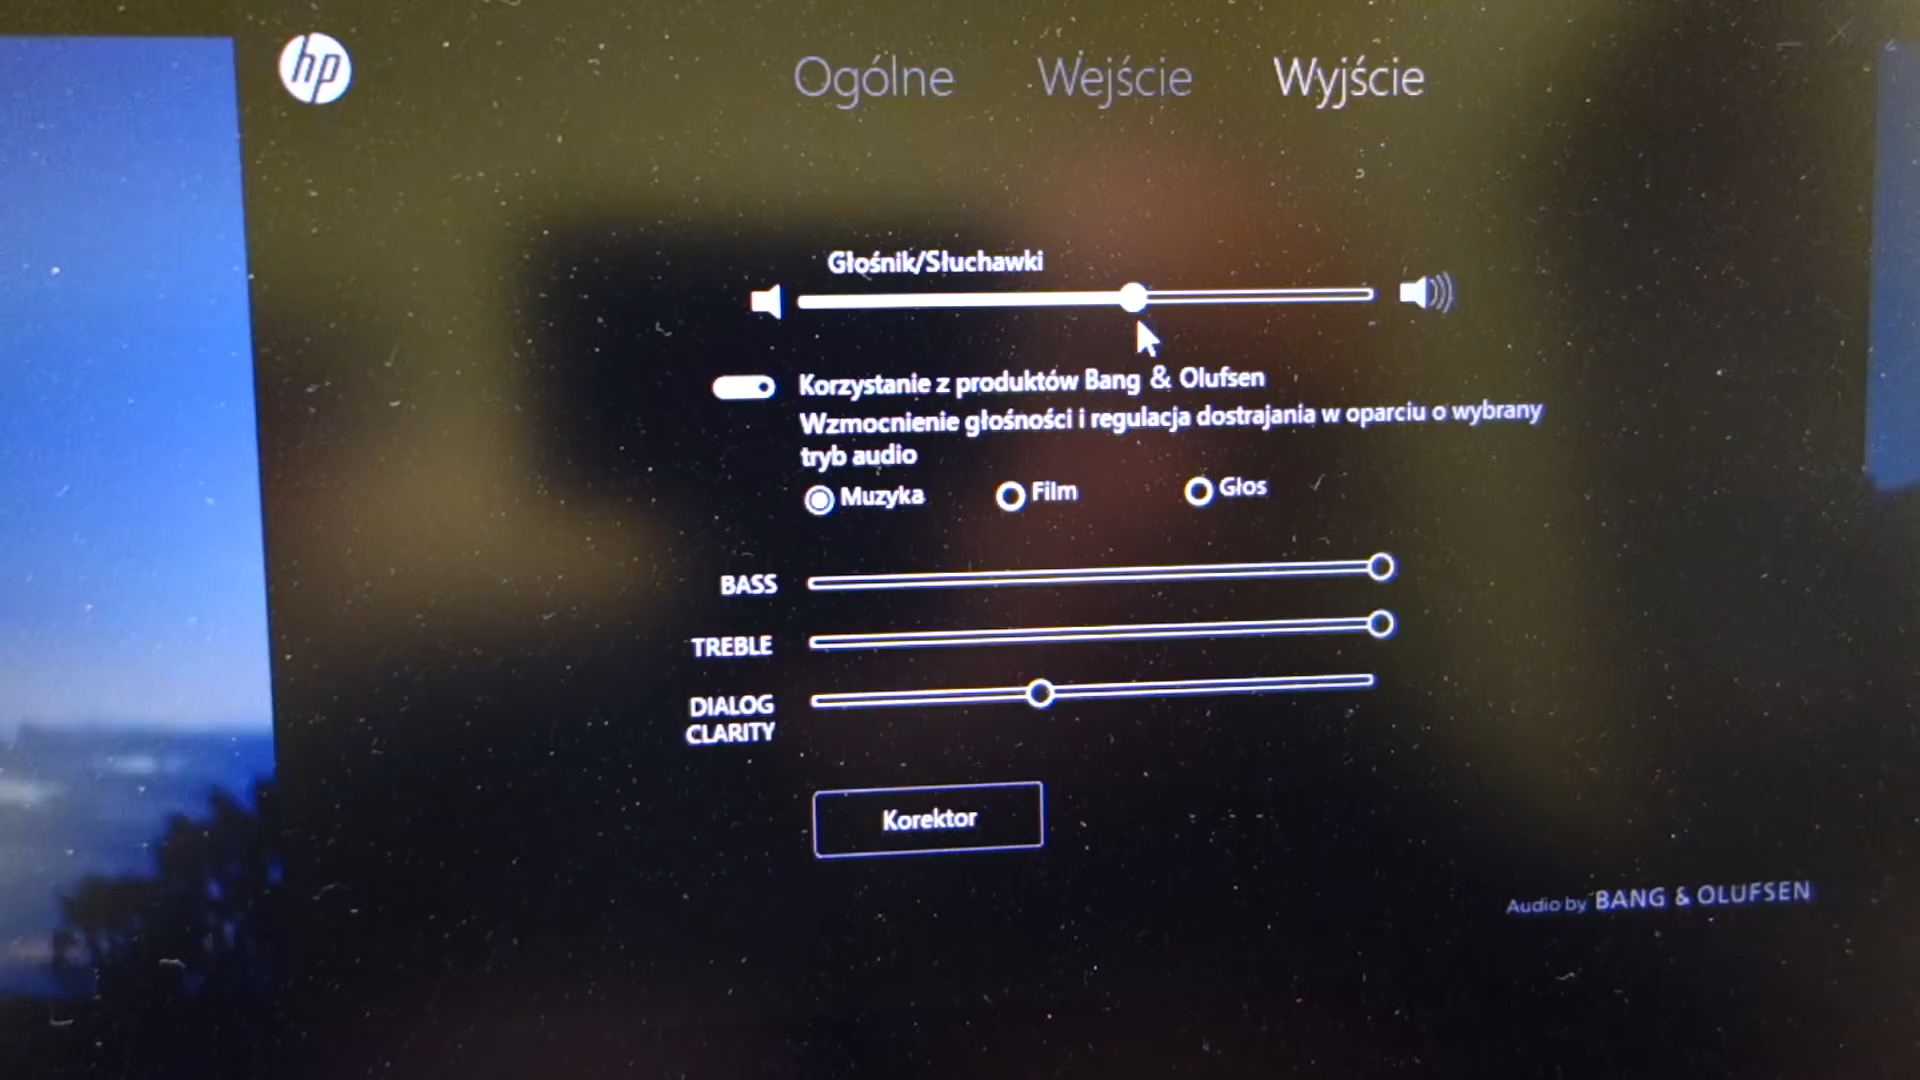 hp
Ogólne Wejście Wyjście
Głośnik/Słuchawki
Korzystanie z produktów Bang & Olufsen
Wzmocnienie głośności i regulacja dostrajania w oparciu o wybrany
tryb audio
Muzyka Film Głos
BASS
TREBLE
DIALOG
CLARITY
Korektor
Audio by BANG & OLUFSEN